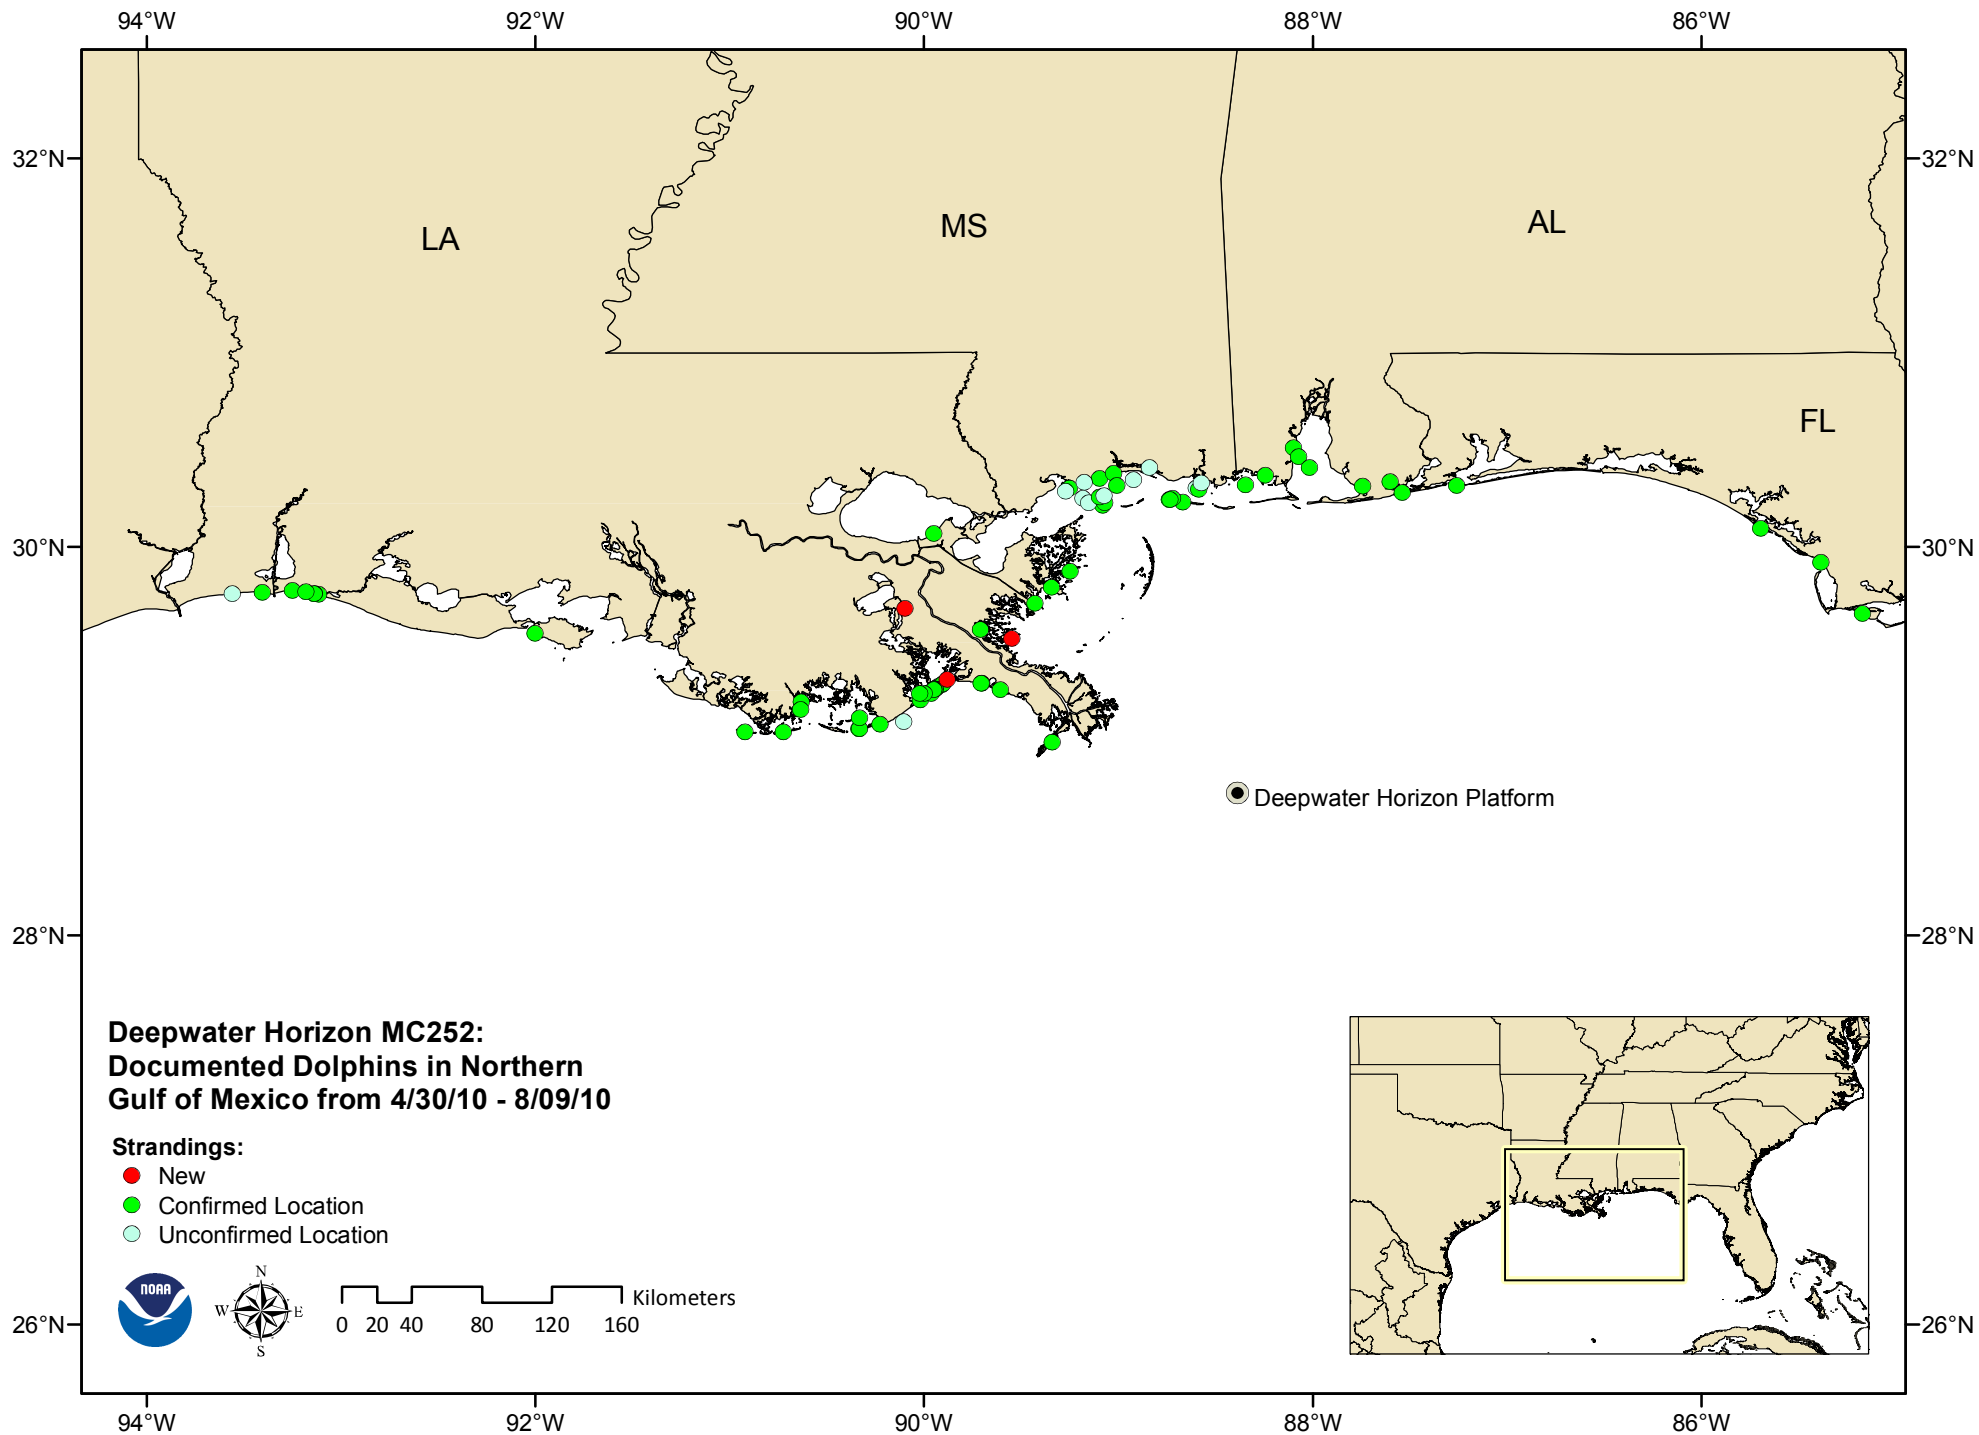 94°W 92°W 90°W 88°W 86°W
32°N 32°N
LA MS AL
FL
30°N 30°N
Deepwater Horizon Platform
28°N 28°N
Deepwater Horizon MC252:
Documented Dolphins in Northern
Gulf of Mexico from 4/30/10 - 8/09/10
Strandings:
New
Confirmed Location
Unconfirmed Location
NOAA
N
W E
S
Kilometers
0 20 40 80 120 160
26°N 26°N
94°W 92°W 90°W 88°W 86°W